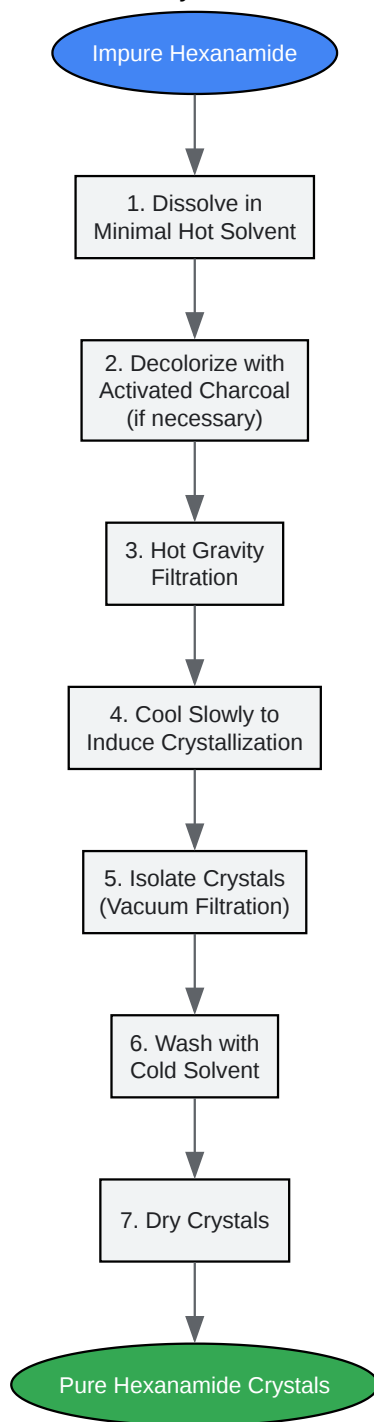 Impure Hexanamide
1. Dissolve in
Minimal Hot Solvent
2. Decolorize with
Activated Charcoal
(if necessary)
3. Hot Gravity
Filtration
4. Cool Slowly to
Induce Crystallization
5. Isolate Crystals
(Vacuum Filtration)
6. Wash with
Cold Solvent
7. Dry Crystals
Pure Hexanamide Crystals